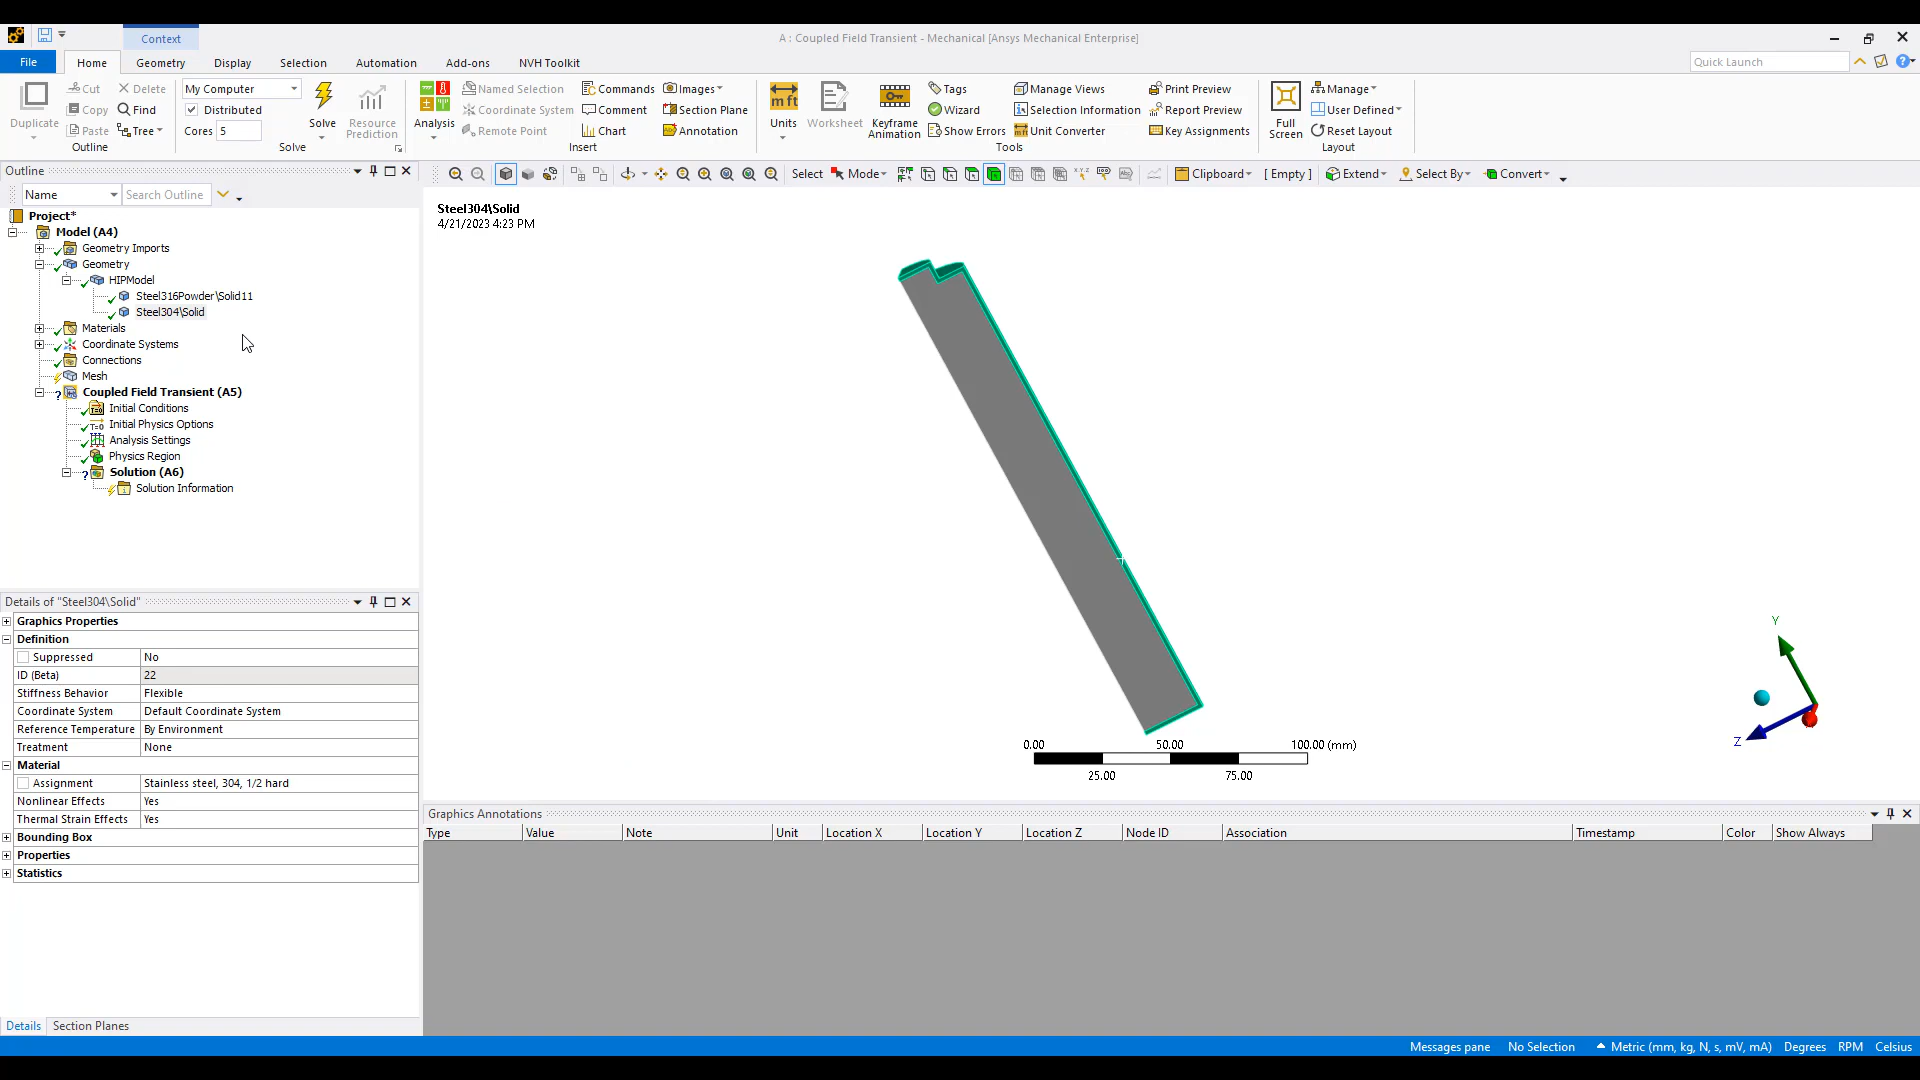 Context
A : Coupled Field Transient - Mechanical [Ansys Mechanical Enterprise]
File
Home
Geometry
Display
Selection
Automation
Add-ons
NVH Toolkit
Quick Launch
Duplicate
Cut
Copy
Paste
Delete
Find
Tree
Outline
My Computer
Distributed
Cores 5
Solve
Resource Prediction
Solve
Analysis
Named Selection
Coordinate System
Remote Point
Commands
Comment
Chart
Images
Section Plane
Annotation
Insert
Units
Worksheet
Keyframe Animation
Tags
Wizard
Show Errors
Manage Views
Selection Information
Unit Converter
Print Preview
Report Preview
Key Assignments
Tools
Full Screen
Manage
User Defined
Reset Layout
Layout
Outline
Name
Search Outline
Select
Mode
Clipboard
[ Empty ]
Extend
Select By
Convert
Project*
Model (A4)
Geometry Imports
Geometry
HIPModel
Steel316Powder\Solid11
Steel304\Solid
Materials
Coordinate Systems
Connections
Mesh
Coupled Field Transient (A5)
Initial Conditions
Initial Physics Options
Analysis Settings
Physics Region
Solution (A6)
Solution Information
Steel304\Solid
4/21/2023 4:23 PM
Y
Z
0.00 50.00 100.00 (mm)
25.00 75.00
Details of "Steel304\Solid"
Graphics Properties
Definition
Suppressed No
ID (Beta) 22
Stiffness Behavior Flexible
Coordinate System Default Coordinate System
Reference Temperature By Environment
Treatment None
Material
Assignment Stainless steel, 304, 1/2 hard
Nonlinear Effects Yes
Thermal Strain Effects Yes
Bounding Box
Properties
Statistics
Details
Section Planes
Graphics Annotations
Type Value Note Unit Location X Location Y Location Z Node ID Association Timestamp Color Show Always
Messages pane No Selection Metric (mm, kg, N, s, mV, mA) Degrees RPM Celsius